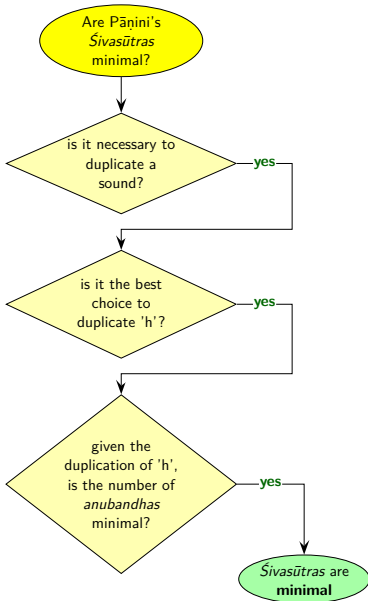 Are Pāṇini's
Śivasūtras
minimal?
is it necessary to
duplicate a
sound?
yes
is it the best
choice to
duplicate 'h'?
yes
given the
duplication of 'h',
is the number of
anubandhas
minimal?
yes
Śivasūtras are
minimal